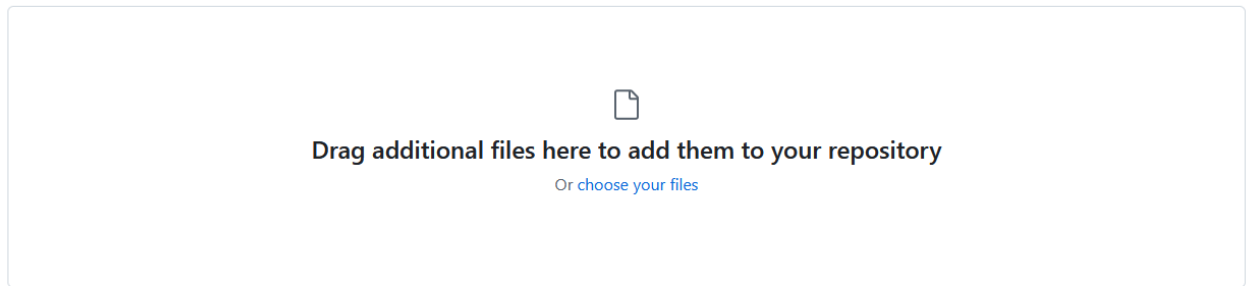 Drag additional files here to add them to your repository
Or choose your files